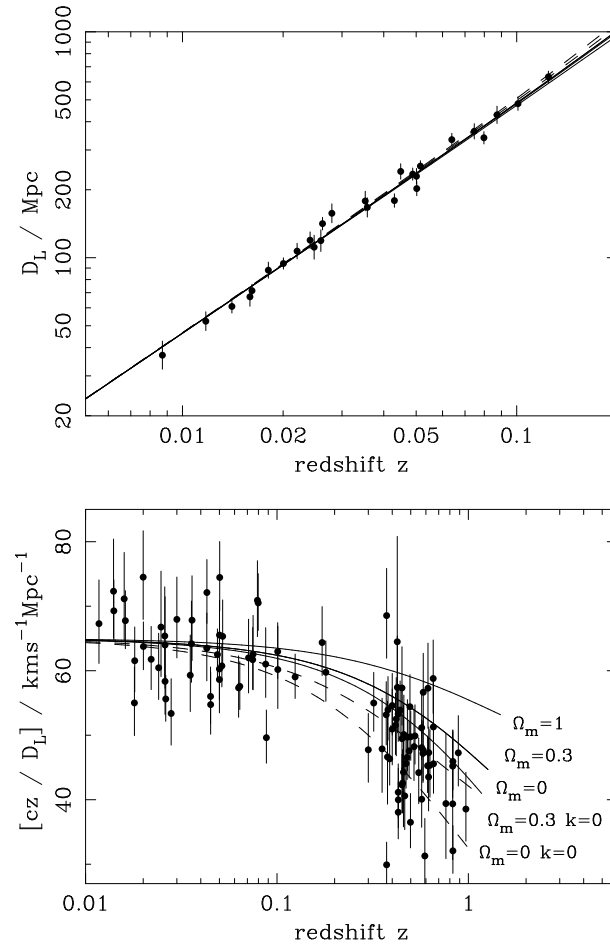 1000
500
200
100
50
20
D_L / Mpc
0.01 0.02 0.05 0.1
redshift z
80
60
40
[cz / D_L] / kms⁻¹Mpc⁻¹
Ω_m=1
Ω_m=0.3
Ω_m=0
Ω_m=0.3 k=0
Ω_m=0 k=0
0.01 0.1 1
redshift z